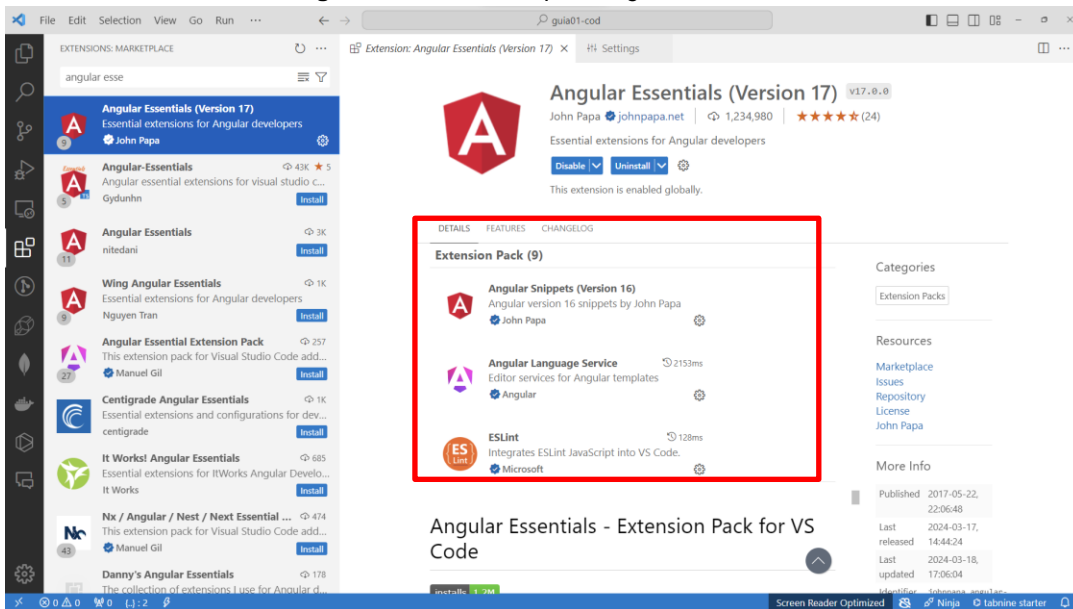 File Edit Selection View Go Run ··· ← → guia01-cod
EXTENSIONS: MARKETPLACE
angular esse
Angular Essentials (Version 17)
Essential extensions for Angular developers
John Papa
9
Angular-Essentials 43K ★ 5
Angular essential extensions for visual studio c...
Gydunhn Install
5
Angular Essentials 3K
nitedani Install
11
Wing Angular Essentials 1K
Essential extensions for Angular developers
Nguyen Tran Install
9
Angular Essential Extension Pack 257
This extension pack for Visual Studio Code add...
Manuel Gil Install
27
Centigrade Angular Essentials 1K
Essential extensions and configurations for dev...
centigrade Install
It Works! Angular Essentials 685
Essential extensions for ItWorks Angular Develo...
It Works Install
Nx / Angular / Nest / Next Essential ... 474
This extension pack for Visual Studio Code add...
Manuel Gil Install
43
Danny's Angular Essentials 178
The collection of extensions I use for Angular d...
Extension: Angular Essentials (Version 17) × Settings
Angular Essentials (Version 17) v17.0.0
John Papa johnpapa.net 1,234,980 ★★★★★ (24)
Essential extensions for Angular developers
Disable Uninstall
This extension is enabled globally.
DETAILS FEATURES CHANGELOG
Extension Pack (9)
Angular Snippets (Version 16)
Angular version 16 snippets by John Papa
John Papa
Angular Language Service 2153ms
Editor services for Angular templates
Angular
ESLint 128ms
Integrates ESLint JavaScript into VS Code.
Microsoft
ES
Lint
Angular Essentials - Extension Pack for VS
Code
installs 1.2M
Categories
Extension Packs
Resources
Marketplace
Issues
Repository
License
John Papa
More Info
Published 2017-05-22,
22:06:48
Last 2024-03-17,
released 14:44:24
Last 2024-03-18,
updated 17:06:04
Identifier johnpapa.angular-
0 0 0 {..} : 2 Screen Reader Optimized Ninja tabnine starter